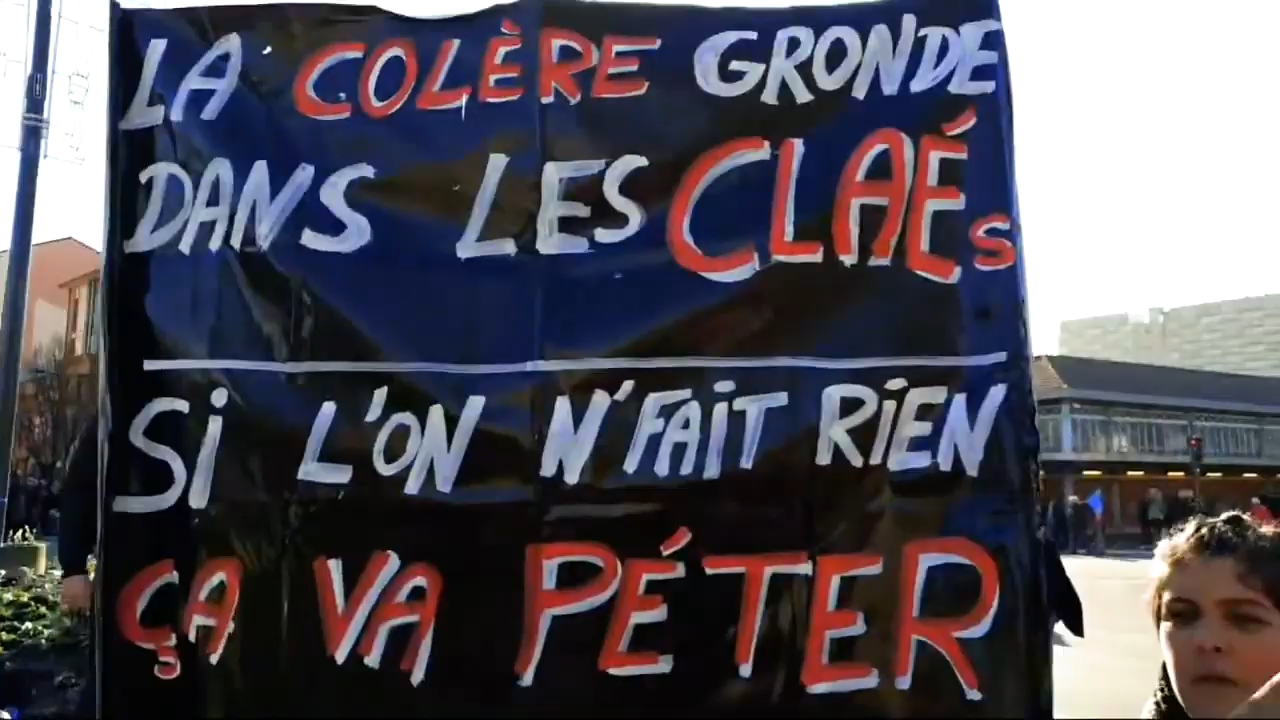 LA COLÈRE GRONDE
DANS LES CLAÉs
Si L'ON N'FAiT RiEN
ÇA VA PÉTER